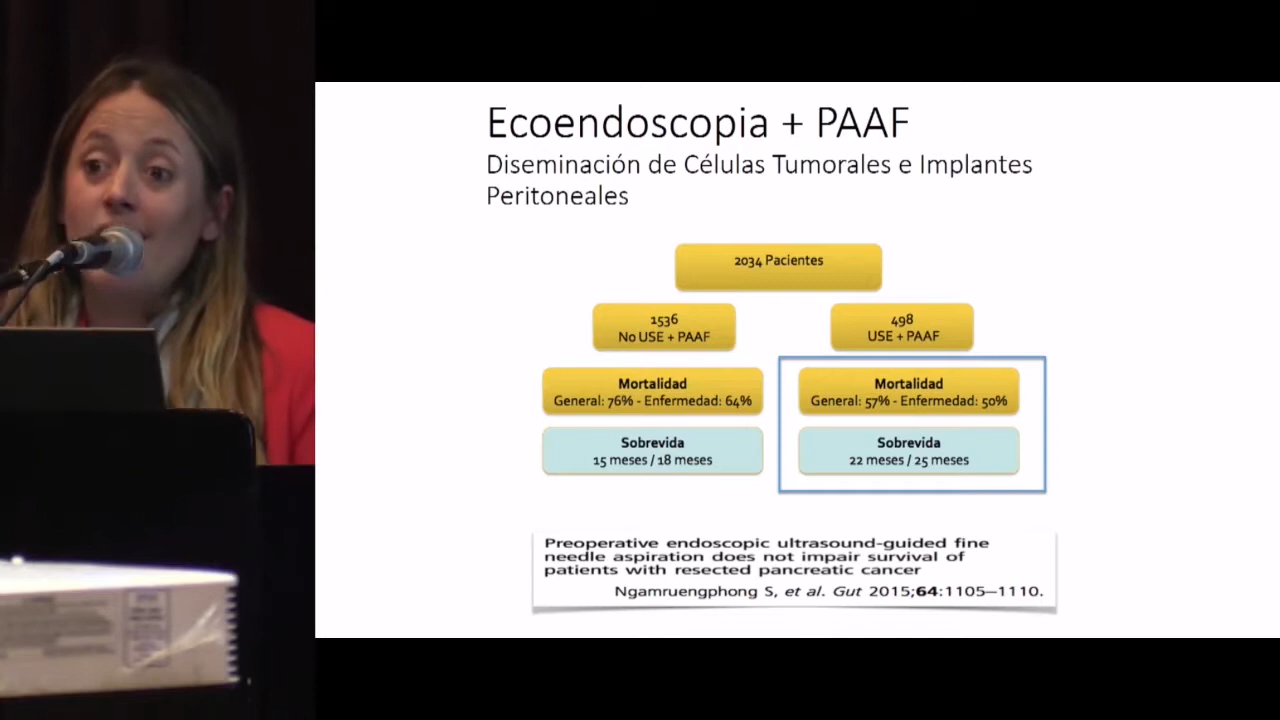 Ecoendoscopia + PAAF
Diseminación de Células Tumorales e Implantes
Peritoneales
2034 Pacientes
1536
No USE + PAAF
498
USE + PAAF
Mortalidad
General: 76% - Enfermedad: 64%
Mortalidad
General: 57% - Enfermedad: 50%
Sobrevida
15 meses / 18 meses
Sobrevida
22 meses / 25 meses
Preoperative endoscopic ultrasound-guided fine
needle aspiration does not impair survival of
patients with resected pancreatic cancer
Ngamruengphong S, et al. Gut 2015;64:1105–1110.